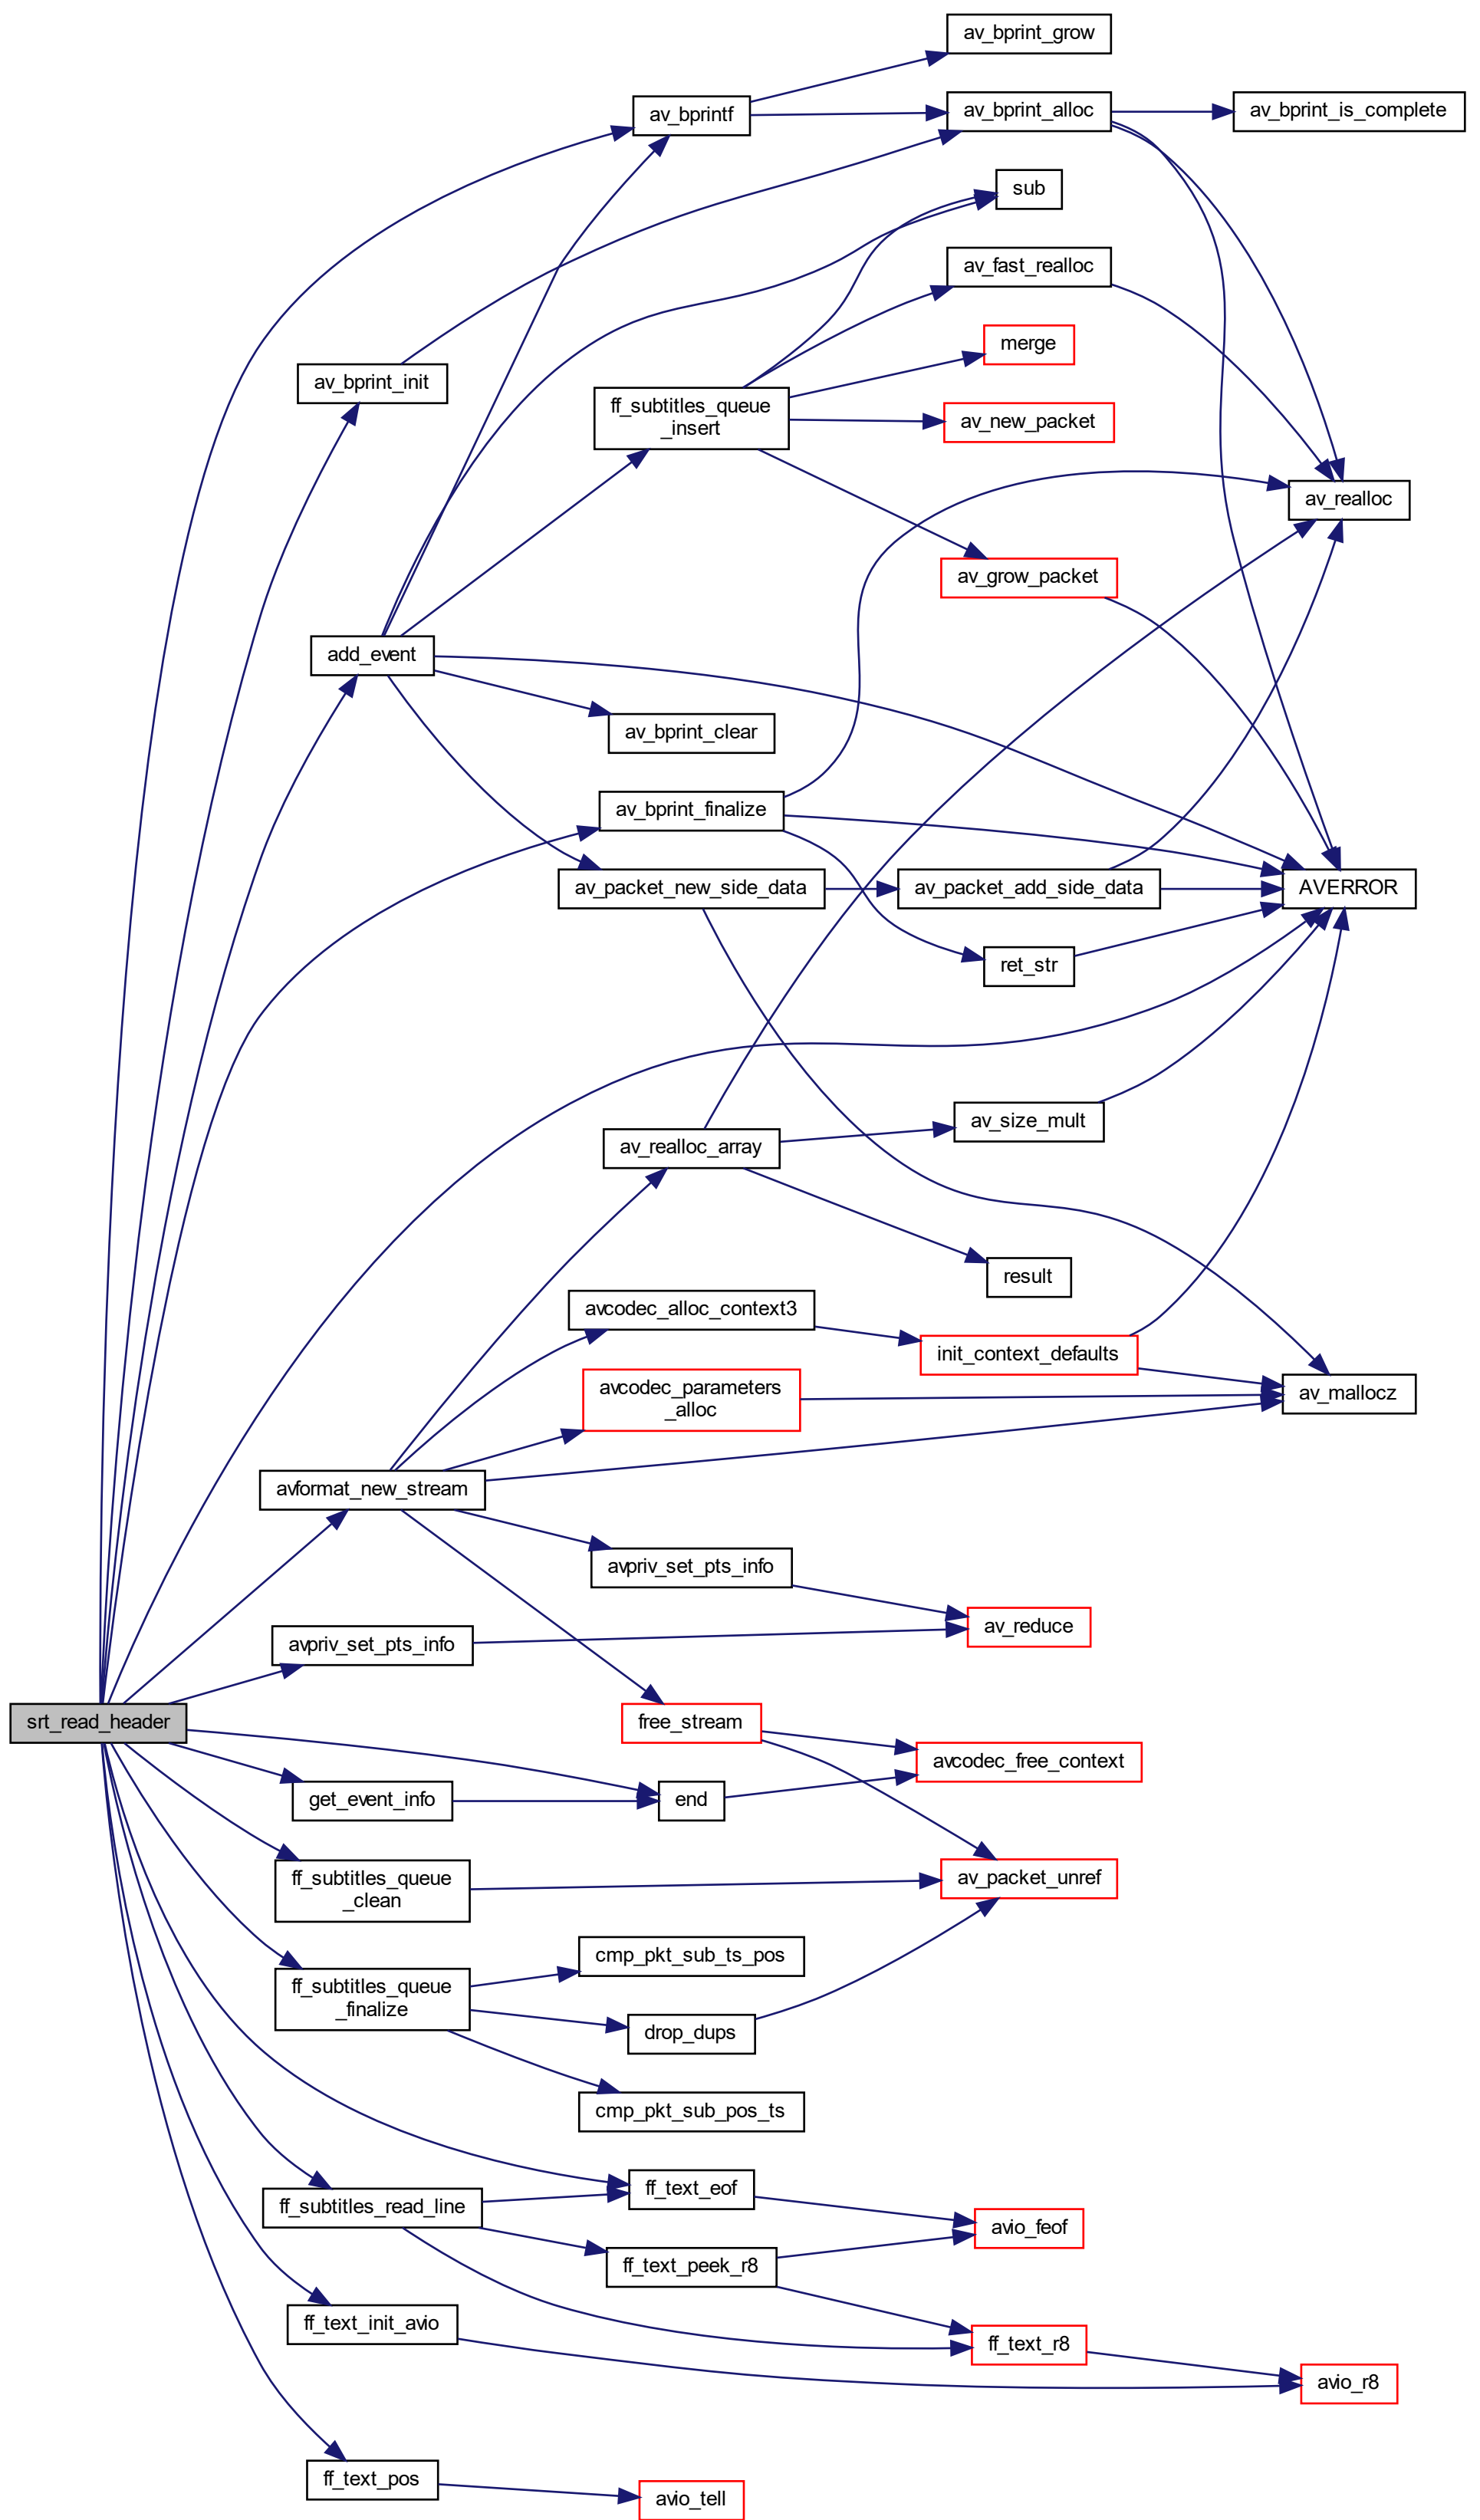 av_bprint_grow
av_bprintf
av_bprint_alloc
av_bprint_is_complete
sub
av_fast_realloc
merge
av_bprint_init
ff_subtitles_queue
_insert
av_new_packet
av_realloc
av_grow_packet
add_event
av_bprint_clear
av_bprint_finalize
av_packet_new_side_data
av_packet_add_side_data
AVERROR
ret_str
av_size_mult
av_realloc_array
result
avcodec_alloc_context3
init_context_defaults
avcodec_parameters
_alloc
av_mallocz
avformat_new_stream
avpriv_set_pts_info
av_reduce
avpriv_set_pts_info
srt_read_header
free_stream
avcodec_free_context
get_event_info
end
ff_subtitles_queue
_clean
av_packet_unref
cmp_pkt_sub_ts_pos
ff_subtitles_queue
_finalize
drop_dups
cmp_pkt_sub_pos_ts
ff_text_eof
ff_subtitles_read_line
avio_feof
ff_text_peek_r8
ff_text_init_avio
ff_text_r8
avio_r8
ff_text_pos
avio_tell